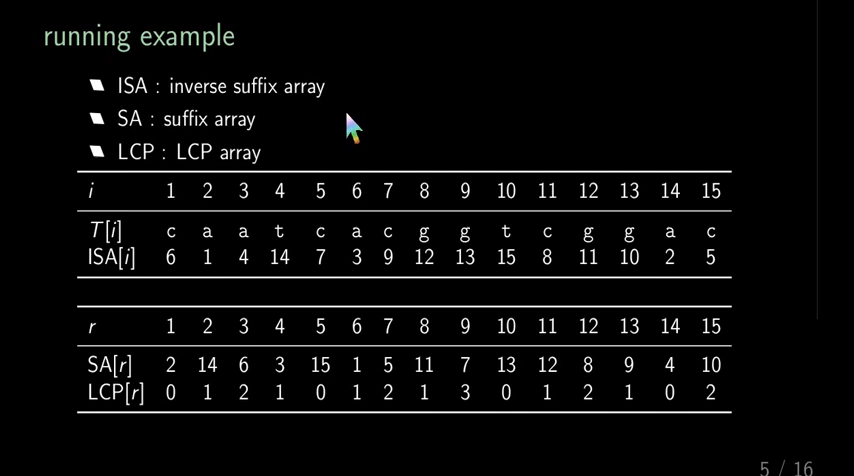 running example
ISA : inverse suffix array
SA : suffix array
LCP : LCP array
i 1 2 3 4 5 6 7 8 9 10 11 12 13 14 15
T[i] c a a t c a c g g t c g g a c
ISA[i] 6 1 4 14 7 3 9 12 13 15 8 11 10 2 5
r 1 2 3 4 5 6 7 8 9 10 11 12 13 14 15
SA[r] 2 14 6 3 15 1 5 11 7 13 12 8 9 4 10
LCP[r] 0 1 2 1 0 1 2 1 3 0 1 2 1 0 2
5 / 16